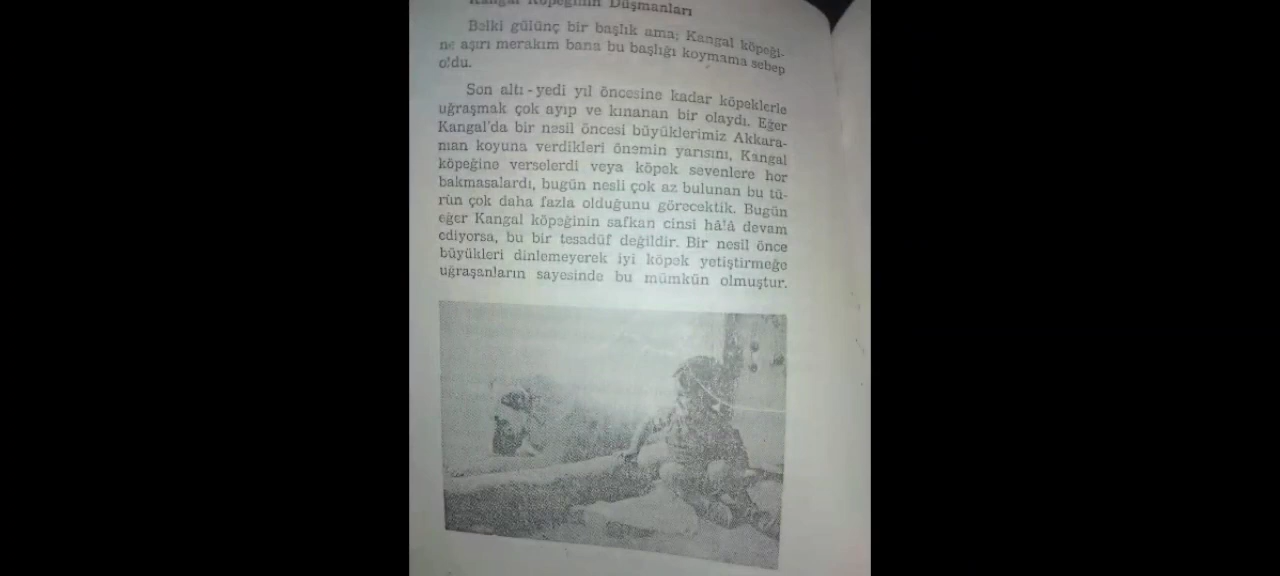 Kangal Köpeğinin Düşmanları
Belki gülünç bir başlık ama; Kangal köpeği-
ne aşırı merakım bana bu başlığı koymama sebep
oldu.
Son altı - yedi yıl öncesine kadar köpeklerle
uğraşmak çok ayıp ve kınanan bir olaydı. Eğer
Kangal'da bir nesil öncesi büyüklerimiz Akkara-
man koyuna verdikleri önemin yarısını, Kangal
köpeğine verselerdi veya köpek sevenlere hor
bakmasalardı, bugün nesli çok az bulunan bu tü-
rün çok daha fazla olduğunu görecektik. Bugün
eğer Kangal köpeğinin safkan cinsi hâlâ devam
ediyorsa, bu bir tesadüf değildir. Bir nesil önce
büyükleri dinlemeyerek iyi köpek yetiştirmeğe
uğraşanların sayesinde bu mümkün olmuştur.